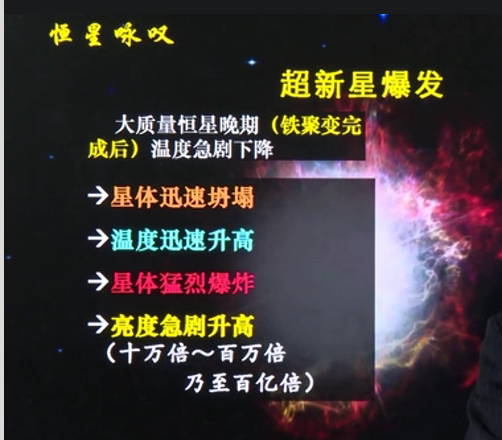 恒星咏叹
超新星爆发
大质量恒星晚期（铁聚变完
成后）温度急剧下降
→星体迅速坍塌
→温度迅速升高
→星体猛烈爆炸
→亮度急剧升高
（十万倍～百万倍
乃至百亿倍）